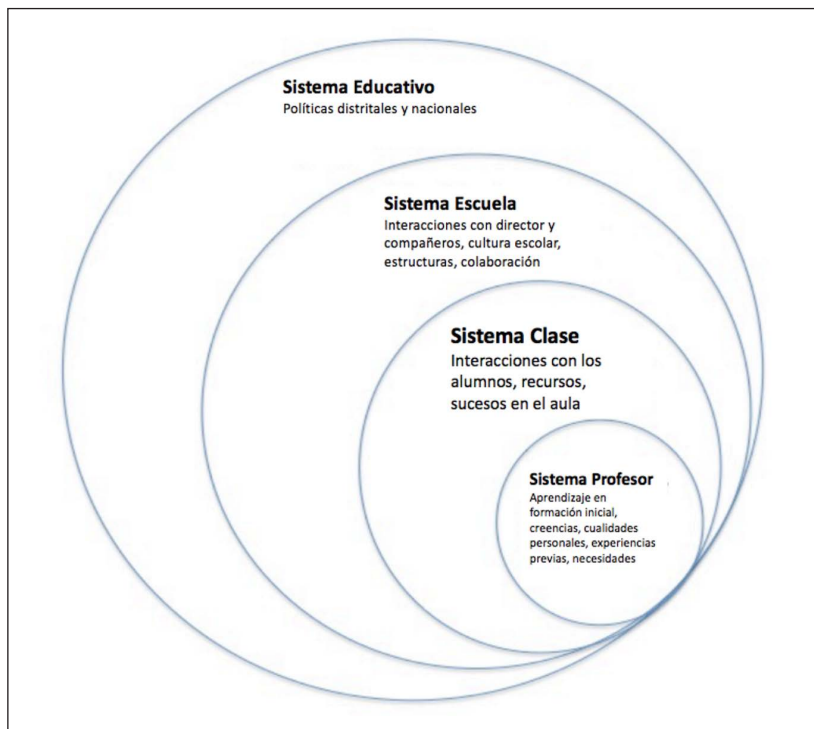 Sistema Educativo
Políticas distritales y nacionales
Sistema Escuela
Interacciones con director y
compañeros, cultura escolar,
estructuras, colaboración
Sistema Clase
Interacciones con los
alumnos, recursos,
sucesos en el aula
Sistema Profesor
Aprendizaje en
formación inicial,
creencias, cualidades
personales, experiencias
previas, necesidades